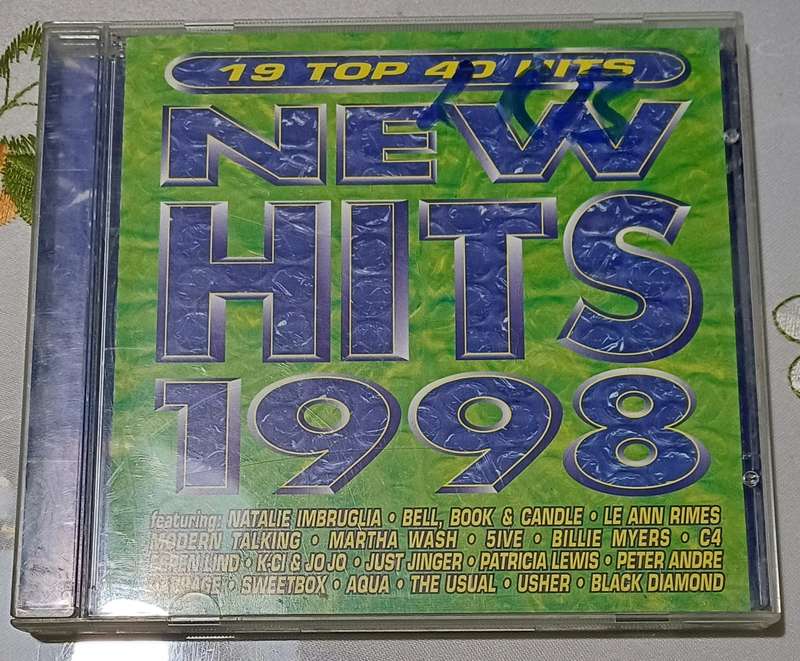 19 TOP 40 HITS
NEW
HITS
1998
featuring: NATALIE IMBRUGLIA • BELL, BOOK & CANDLE • LE ANN RIMES
MODERN TALKING • MARTHA WASH • 5IVE • BILLIE MYERS • C4
ESPEN LIND • K-CI & JO JO • JUST JINGER • PATRICIA LEWIS • PETER ANDRE
GARBAGE • SWEETBOX • AQUA • THE USUAL • USHER • BLACK DIAMOND